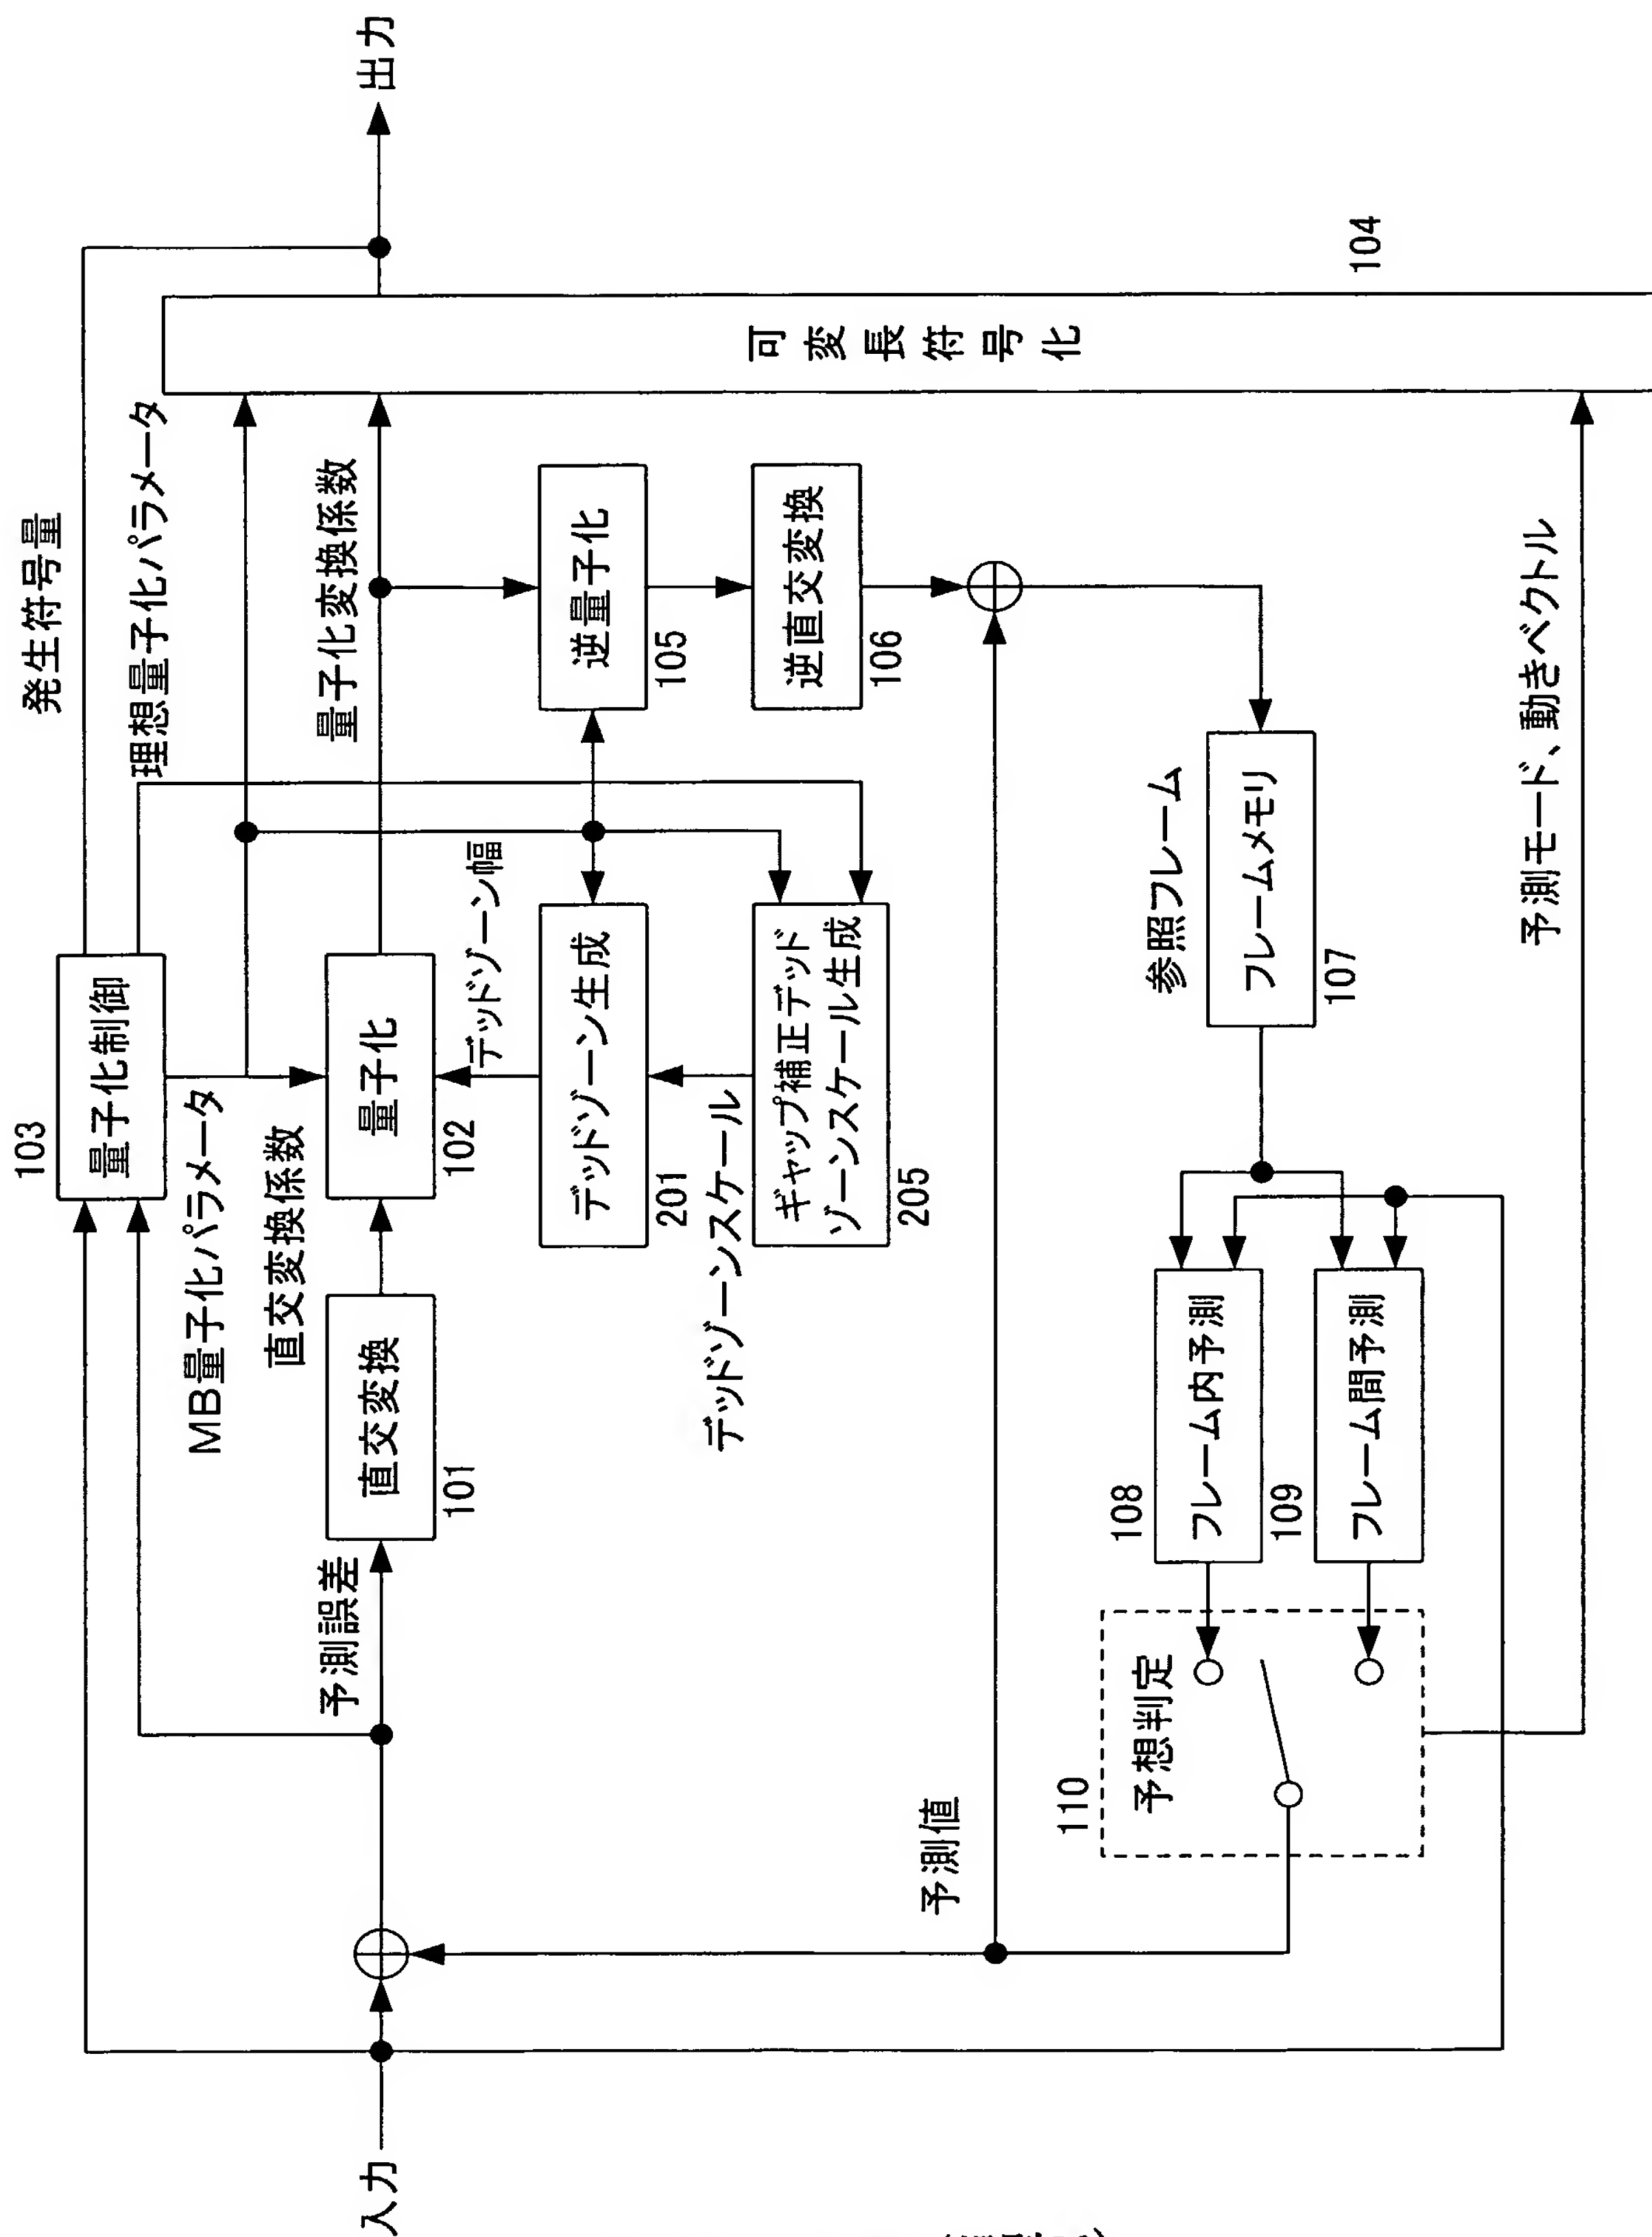 発生符号量
理想量子化パラメータ
103
量子化制御
MB量子化パラメータ
量子化変換係数
直交変換係数
予測誤差
入力
直交変換
101
量子化
102
出力
デッドゾーン幅
デッドゾーン生成
201
逆量子化
105
デッドゾーンスケール
ギャップ補正デッド
ゾーンスケール生成
205
逆直交変換
106
可変長符号化
104
予測値
参照フレーム
フレームメモリ
107
108
フレーム内予測
109
フレーム間予測
110
予想判定
予測モード、動きベクトル